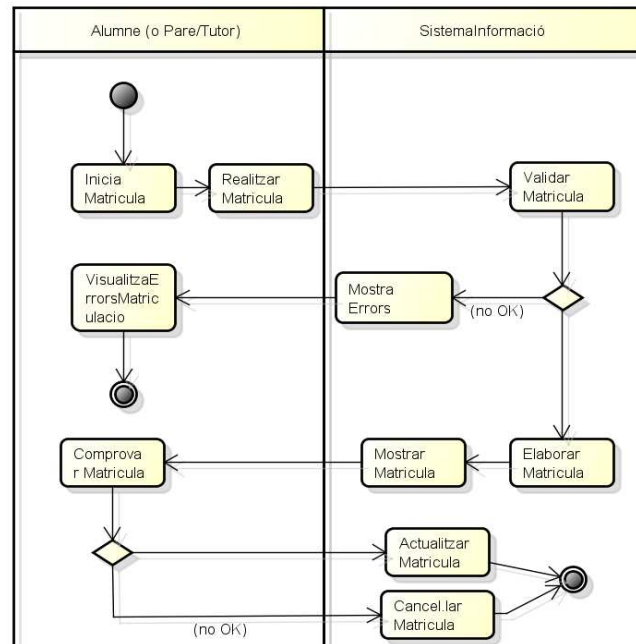 Alumne (o Pare/Tutor)
SistemaInformació
Inicia
Matricula
Realitzar
Matricula
Validar
Matricula
VisualitzaE
rrorsMatric
ulacio
Mostra
Errors
(no OK)
Comprova
r Matricula
Mostrar
Matricula
Elaborar
Matricula
Actualitzar
Matricula
Cancel.lar
Matricula
(no OK)